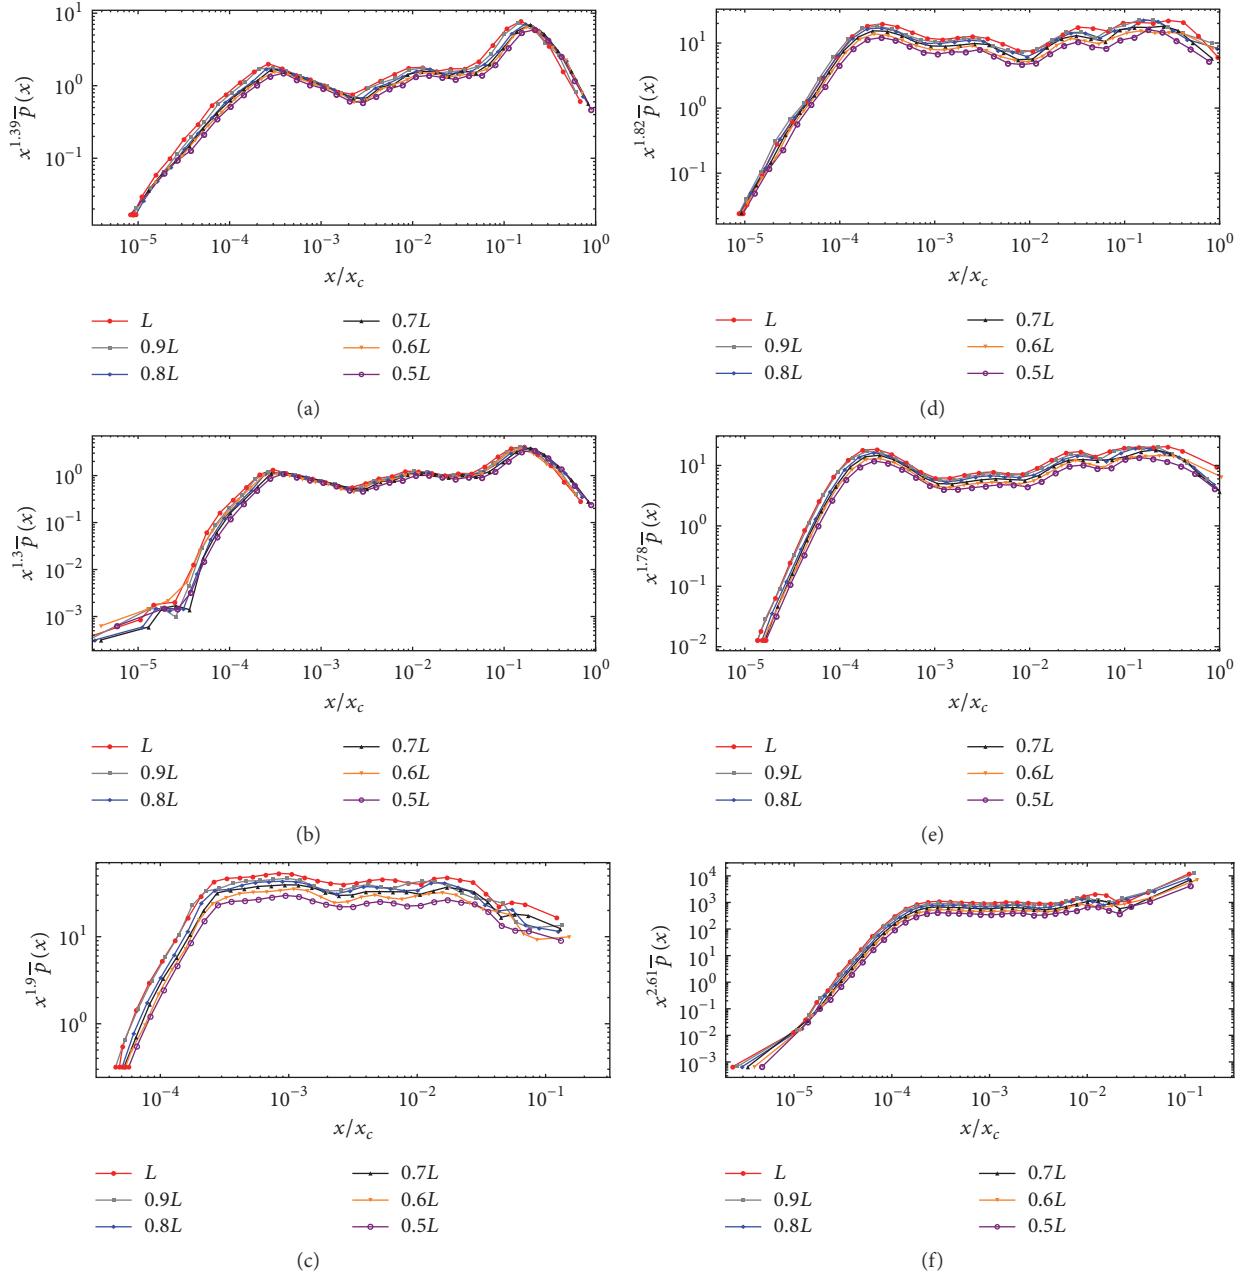 x^1.39 p̅(x)
10^1
10^0
10^−1
10^−5 10^−4 10^−3 10^−2 10^−1 10^0
x/x_c
L 0.7L
0.9L 0.6L
0.8L 0.5L
(a)
x^1.82 p̅(x)
10^1
10^0
10^−1
10^−5 10^−4 10^−3 10^−2 10^−1 10^0
x/x_c
L 0.7L
0.9L 0.6L
0.8L 0.5L
(d)
x^1.3 p̅(x)
10^0
10^−1
10^−2
10^−3
10^−5 10^−4 10^−3 10^−2 10^−1 10^0
x/x_c
L 0.7L
0.9L 0.6L
0.8L 0.5L
(b)
x^1.78 p̅(x)
10^1
10^0
10^−1
10^−2
10^−5 10^−4 10^−3 10^−2 10^−1 10^0
x/x_c
L 0.7L
0.9L 0.6L
0.8L 0.5L
(e)
x^1.9 p̅(x)
10^1
10^0
10^−4 10^−3 10^−2 10^−1
x/x_c
L 0.7L
0.9L 0.6L
0.8L 0.5L
(c)
x^2.61 p̅(x)
10^4
10^3
10^2
10^1
10^0
10^−1
10^−2
10^−3
10^−5 10^−4 10^−3 10^−2 10^−1
x/x_c
L 0.7L
0.9L 0.6L
0.8L 0.5L
(f)